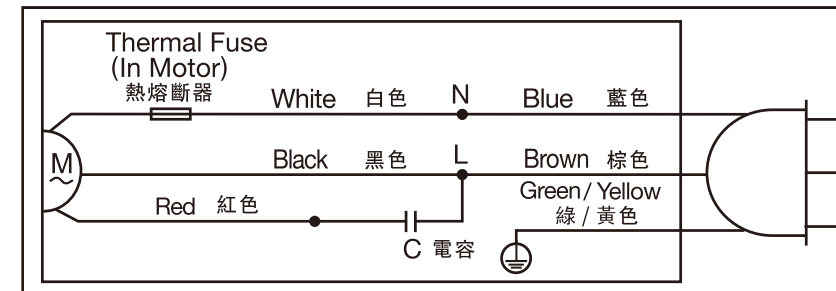 Thermal Fuse
(In Motor)
熱熔斷器
White 白色 N Blue 藍色
M
Black 黑色 L Brown 棕色
Green/Yellow
綠/黃色
Red 紅色
C 電容